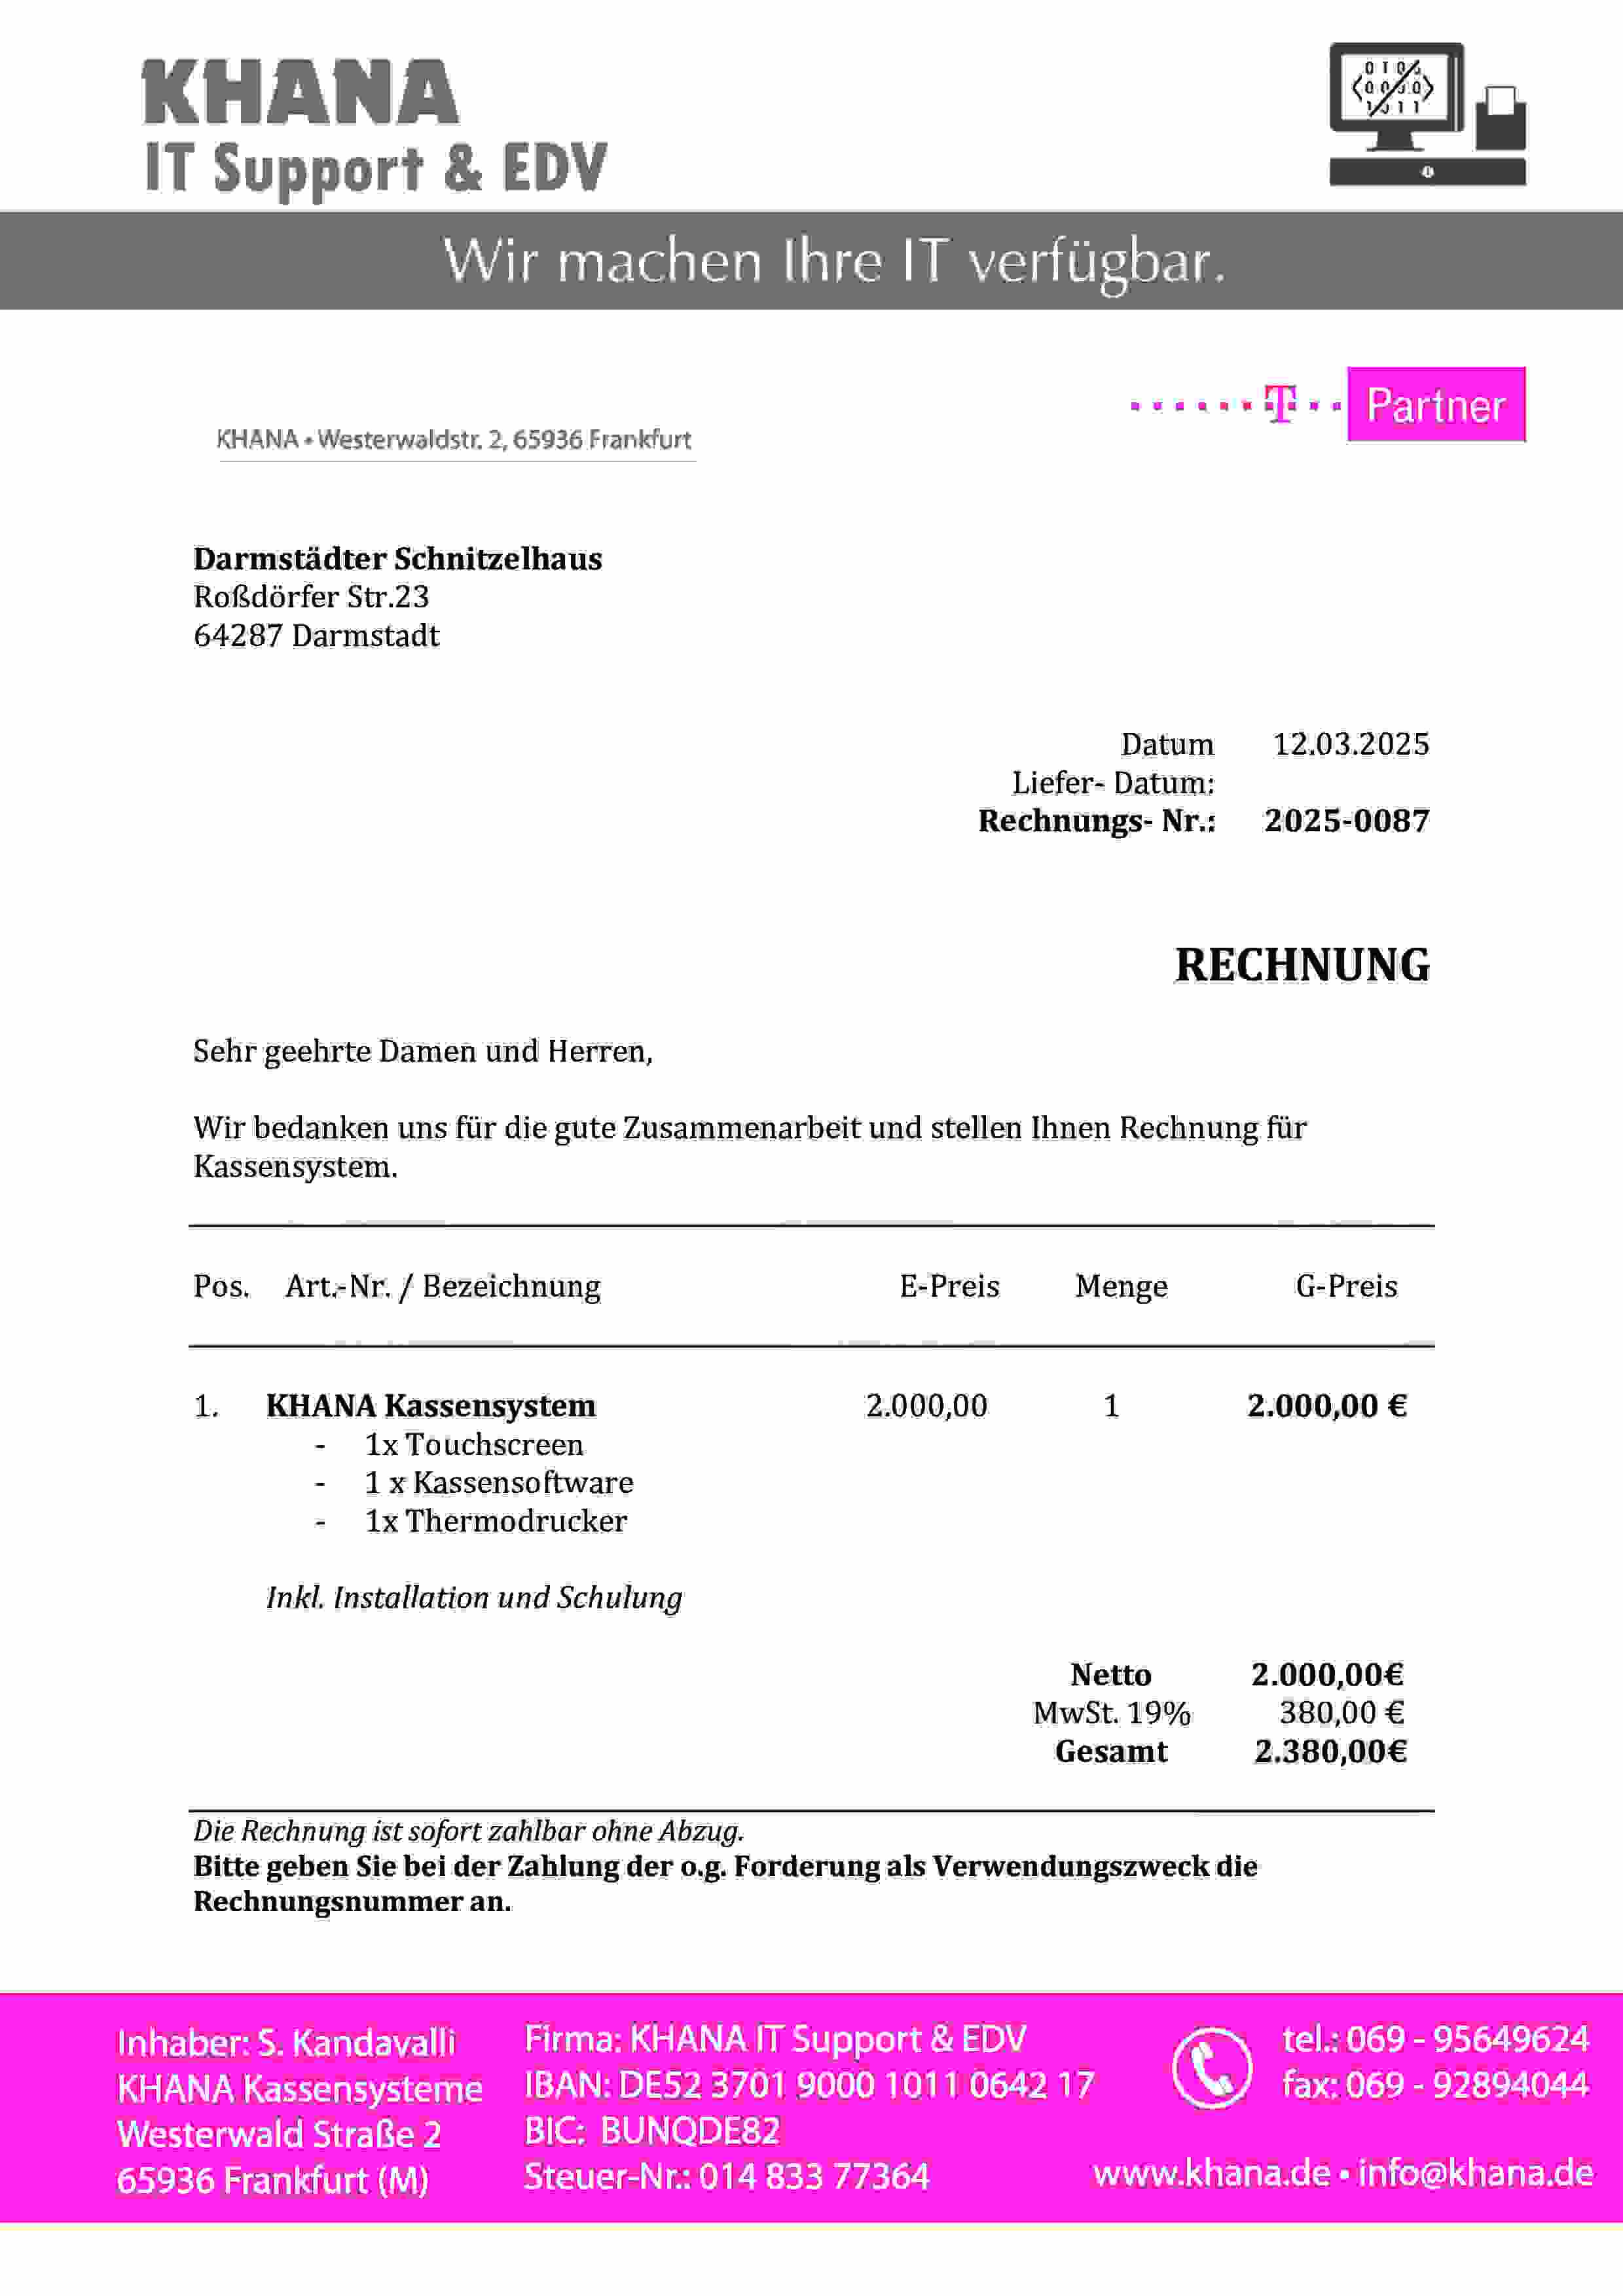 KHANA
IT Support & EDV
Wir machen Ihre IT verfügbar.
T Partner
KHANA • Westerwaldstr. 2, 65936 Frankfurt
Darmstädter Schnitzelhaus
Roßdörfer Str.23
64287 Darmstadt
Datum 12.03.2025
Liefer- Datum:
Rechnungs- Nr.: 2025-0087
RECHNUNG
Sehr geehrte Damen und Herren,
Wir bedanken uns für die gute Zusammenarbeit und stellen Ihnen Rechnung für
Kassensystem.
Pos. Art.-Nr. / Bezeichnung E-Preis Menge G-Preis
1. KHANA Kassensystem 2.000,00 1 2.000,00 €
- 1x Touchscreen
- 1 x Kassensoftware
- 1x Thermodrucker
Inkl. Installation und Schulung
Netto 2.000,00€
MwSt. 19% 380,00 €
Gesamt 2.380,00€
Die Rechnung ist sofort zahlbar ohne Abzug.
Bitte geben Sie bei der Zahlung der o.g. Forderung als Verwendungszweck die
Rechnungsnummer an.
Inhaber: S. Kandavalli
KHANA Kassensysteme
Westerwald Straße 2
65936 Frankfurt (M)
Firma: KHANA IT Support & EDV
IBAN: DE52 3701 9000 1011 0642 17
BIC: BUNQDE82
Steuer-Nr.: 014 833 77364
tel.: 069 - 95649624
fax: 069 - 92894044
www.khana.de • info@khana.de